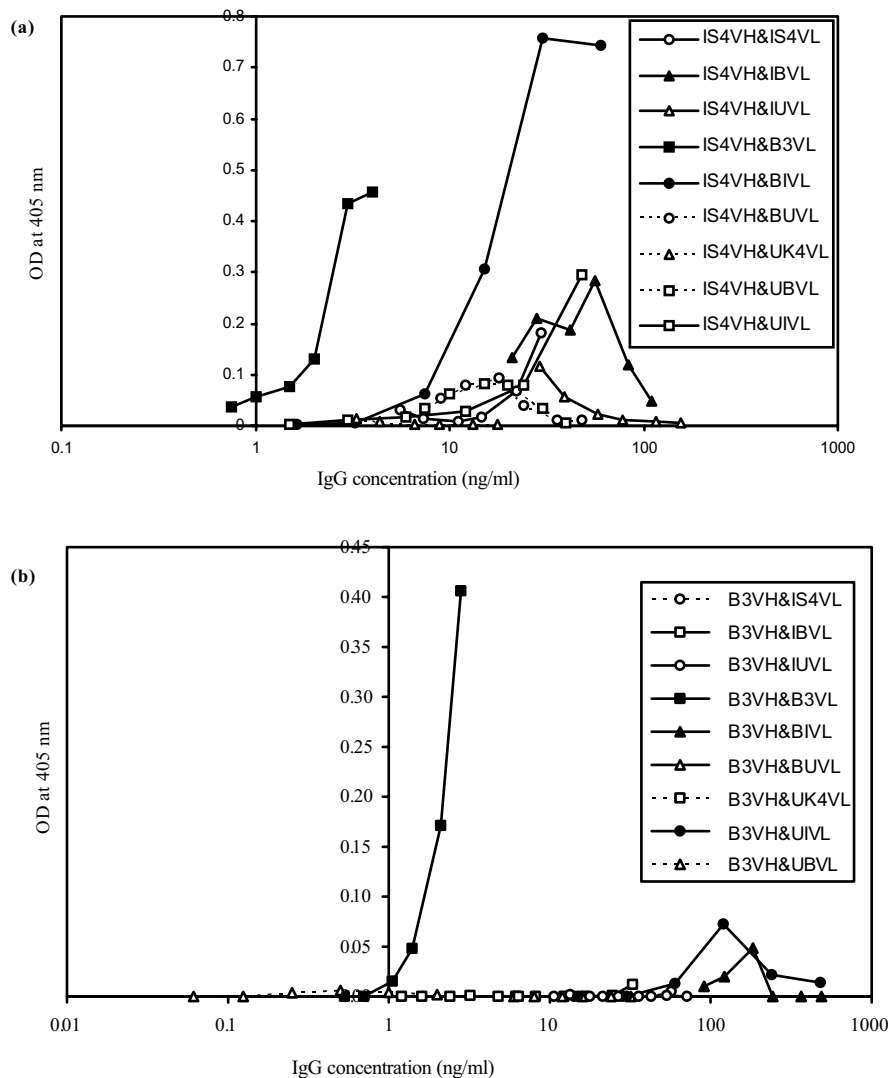 (a)
0.8
0.7
0.6
0.5
0.4
0.3
0.2
0.1
0
OD at 405 nm
0.1
1
10
100
1000
IgG concentration (ng/ml)
IS4VH&IS4VL
IS4VH&IBVL
IS4VH&IUVL
IS4VH&B3VL
IS4VH&BIVL
IS4VH&BUVL
IS4VH&UK4VL
IS4VH&UBVL
IS4VH&UIVL
(b)
0.45
0.40
0.35
0.30
0.25
0.20
0.15
0.10
0.05
0.00
OD at 405 nm
0.01
0.1
1
10
100
1000
IgG concentration (ng/ml)
B3VH&IS4VL
B3VH&IBVL
B3VH&IUVL
B3VH&B3VL
B3VH&BIVL
B3VH&BUVL
B3VH&UK4VL
B3VH&UIVL
B3VH&UBVL